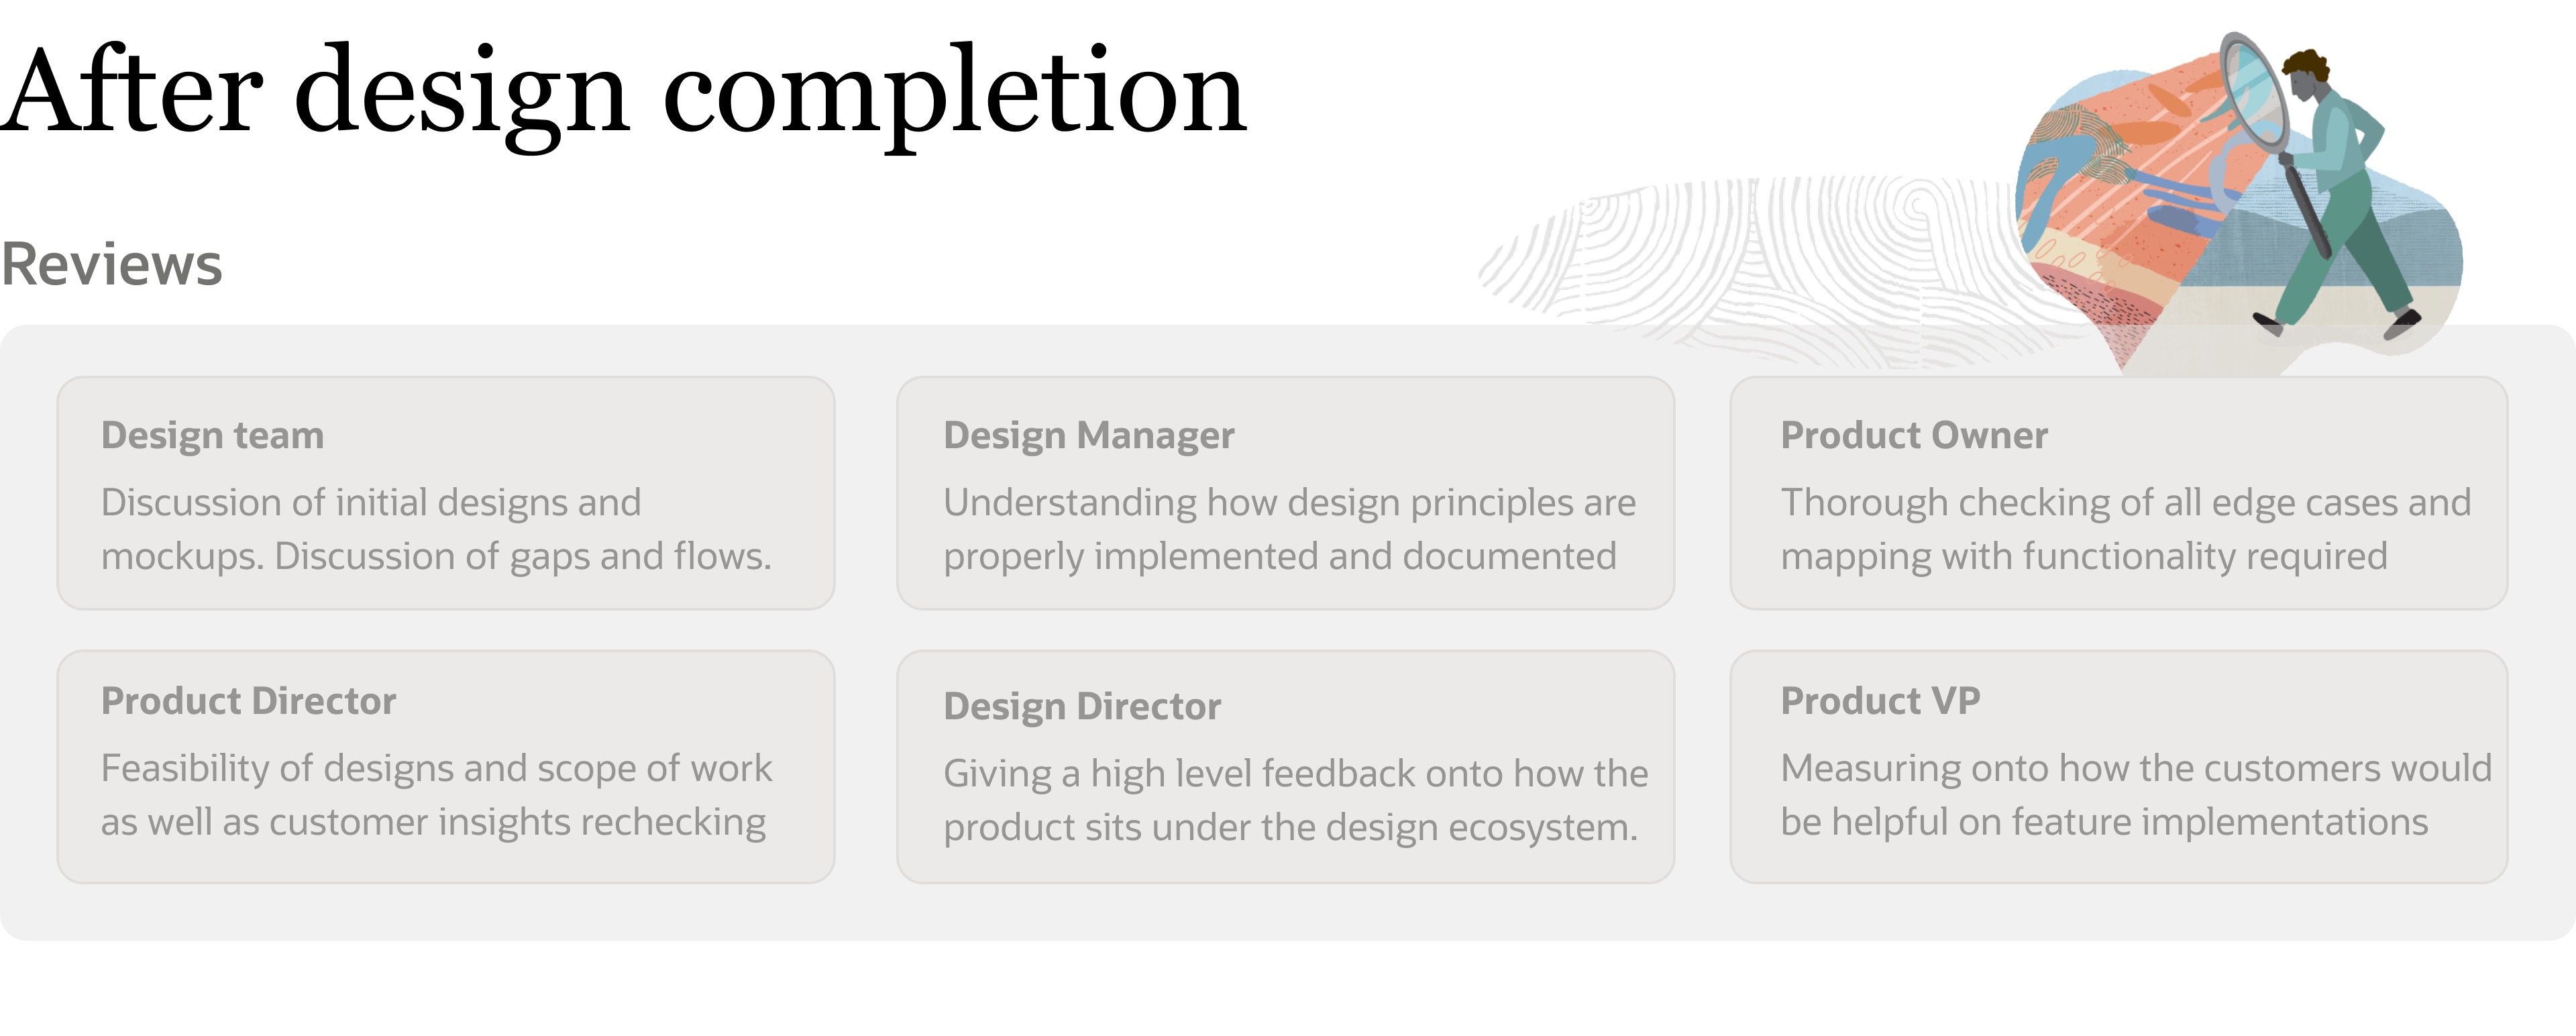 After design completion
Reviews
Design team
Discussion of initial designs and
mockups. Discussion of gaps and flows.
Design Manager
Understanding how design principles are
properly implemented and documented
Product Owner
Thorough checking of all edge cases and
mapping with functionality required
Product Director
Feasibility of designs and scope of work
as well as customer insights rechecking
Design Director
Giving a high level feedback onto how the
product sits under the design ecosystem.
Product VP
Measuring onto how the customers would
be helpful on feature implementations